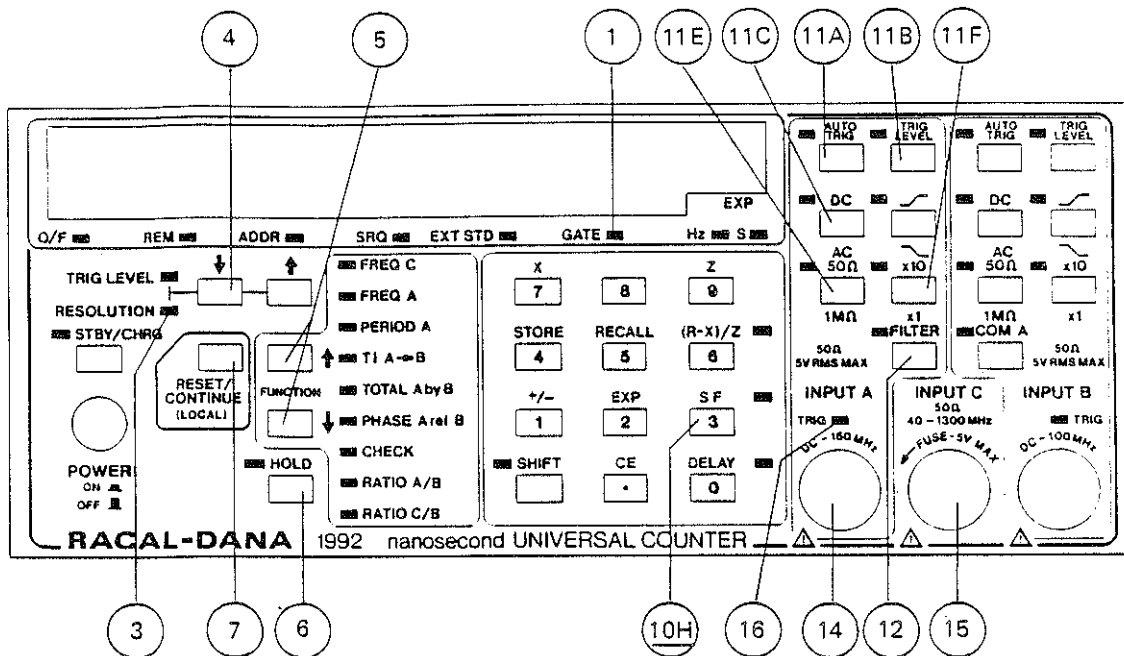 4 5 1 11E 11C 11A 11B 11F
AUTO TRIG TRIG LEVEL AUTO TRIG TRIG LEVEL
EXP
O/F REM ADDR SRQ EXT STD GATE Hz S
DC DC
TRIG LEVEL
RESOLUTION
STBY/CHRG
RESET/
CONTINUE
(LOCAL)
FUNCTION
HOLD
POWER
ON
OFF
FREQ C
FREQ A
PERIOD A
TI A→B
TOTAL A by B
PHASE A rel B
CHECK
RATIO A/B
RATIO C/B
X Z
7 8 9
STORE RECALL (R-X)/Z
4 5 6
+/- EXP SF
1 2 3
SHIFT CE DELAY
. 0
AC 50Ω x10 AC 50Ω x10
1MΩ x1 1MΩ x1
FILTER COM A
50Ω 5V RMS MAX 50Ω 5V RMS MAX
INPUT A INPUT C INPUT B
50Ω
40-1300 MHz
TRIG TRIG
DC-160 MHz FUSE-5V MAX DC-100 MHz
RACAL-DANA 1992 nanosecond UNIVERSAL COUNTER
3 7 6 10H 16 14 12 15